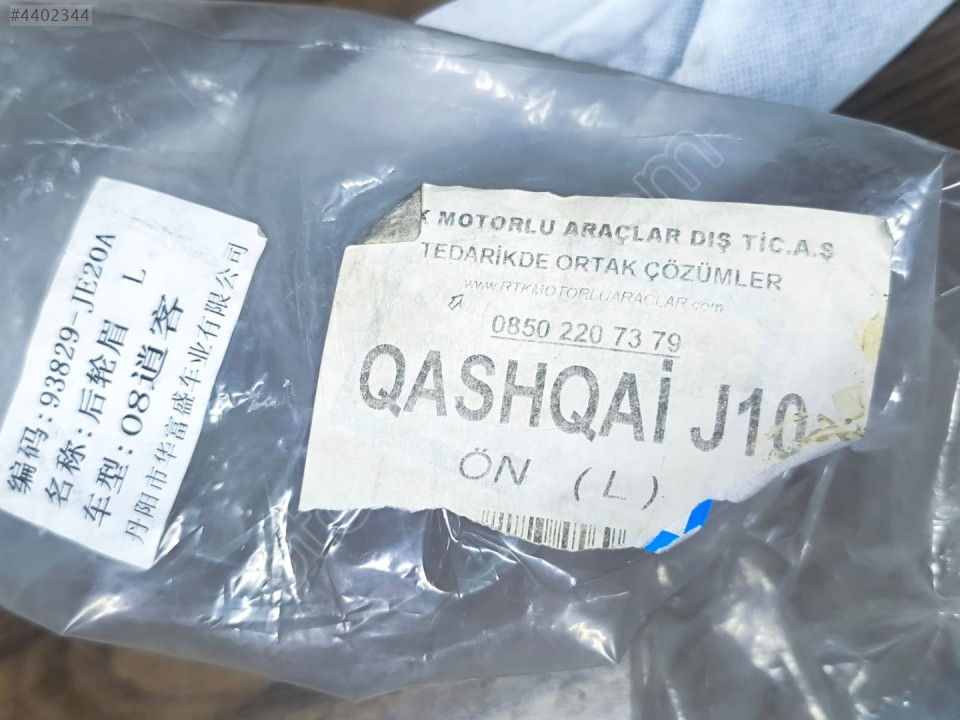 #4402344
编码:93829-JE20A
名称:后轮眉 L
车型:08逍客
丹阳市华富盛车业有限公司
K MOTORLU ARAÇLAR DIŞ TİC.A.Ş
TEDARİKDE ORTAK ÇÖZÜMLER
www.RTKMOTORLUARACLAR.com
0850 220 73 79
QASHQAİ J10
ÖN (L)